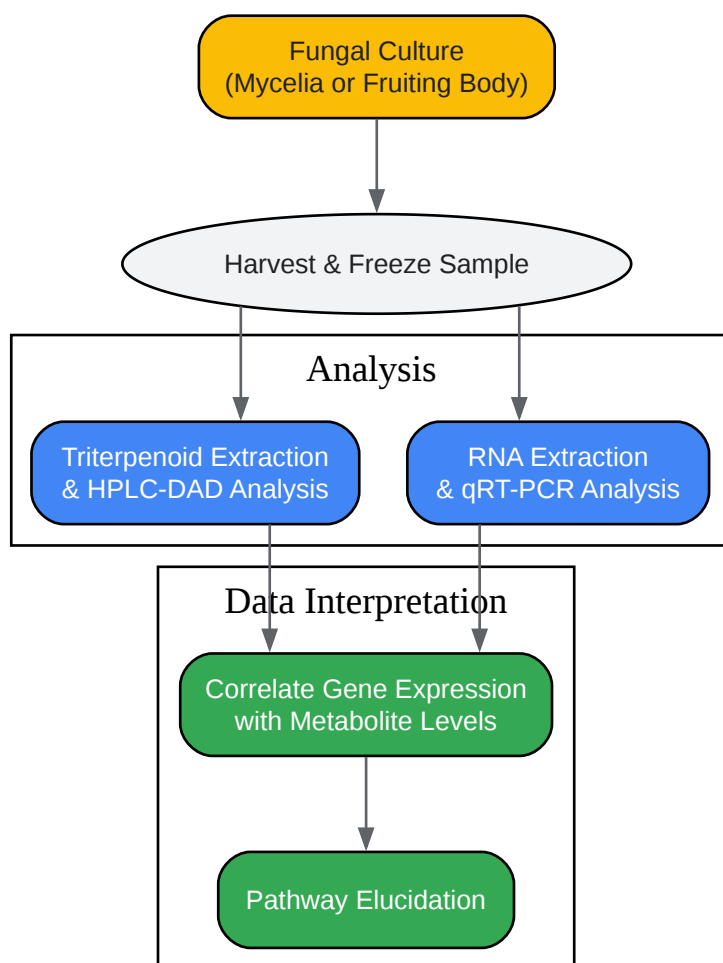 Fungal Culture
(Mycelia or Fruiting Body)
Harvest & Freeze Sample
Analysis
Triterpenoid Extraction
& HPLC-DAD Analysis
RNA Extraction
& qRT-PCR Analysis
Data Interpretation
Correlate Gene Expression
with Metabolite Levels
Pathway Elucidation